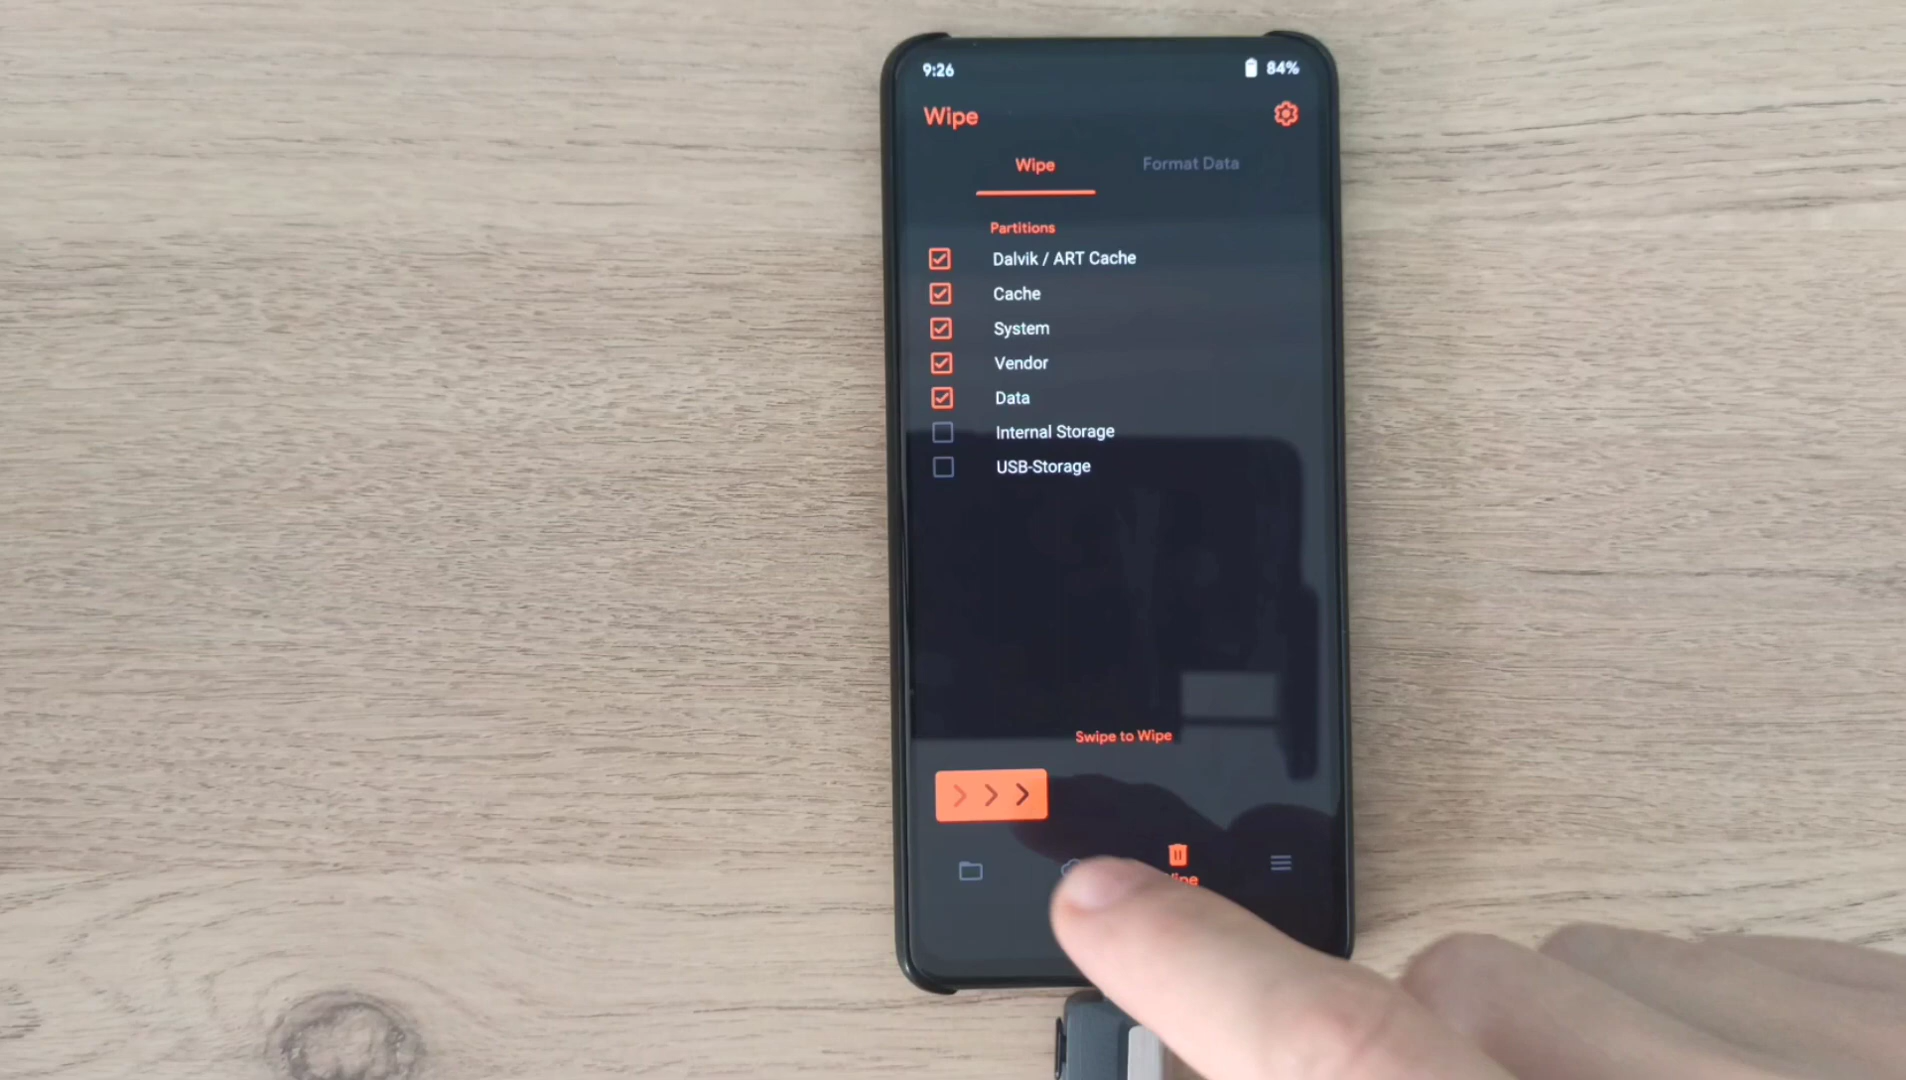 9:26
84%
Wipe
Wipe
Format Data
Partitions
Dalvik / ART Cache
Cache
System
Vendor
Data
Internal Storage
USB-Storage
Swipe to Wipe